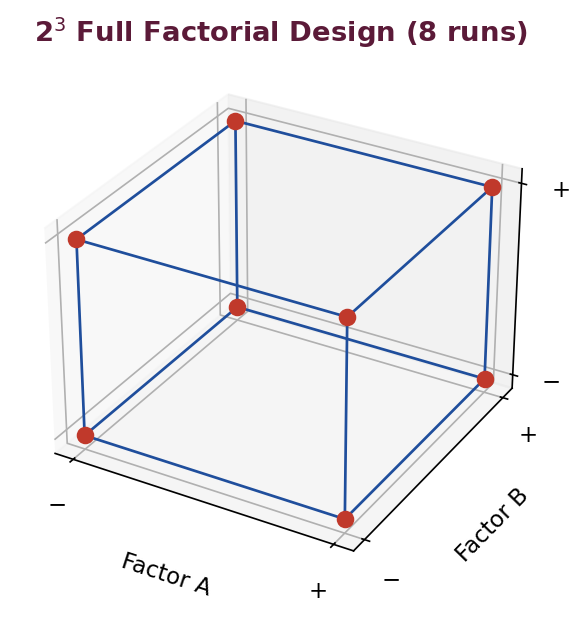 2³ Full Factorial Design (8 runs)
+
−
+
Factor B
−
−
Factor A
+